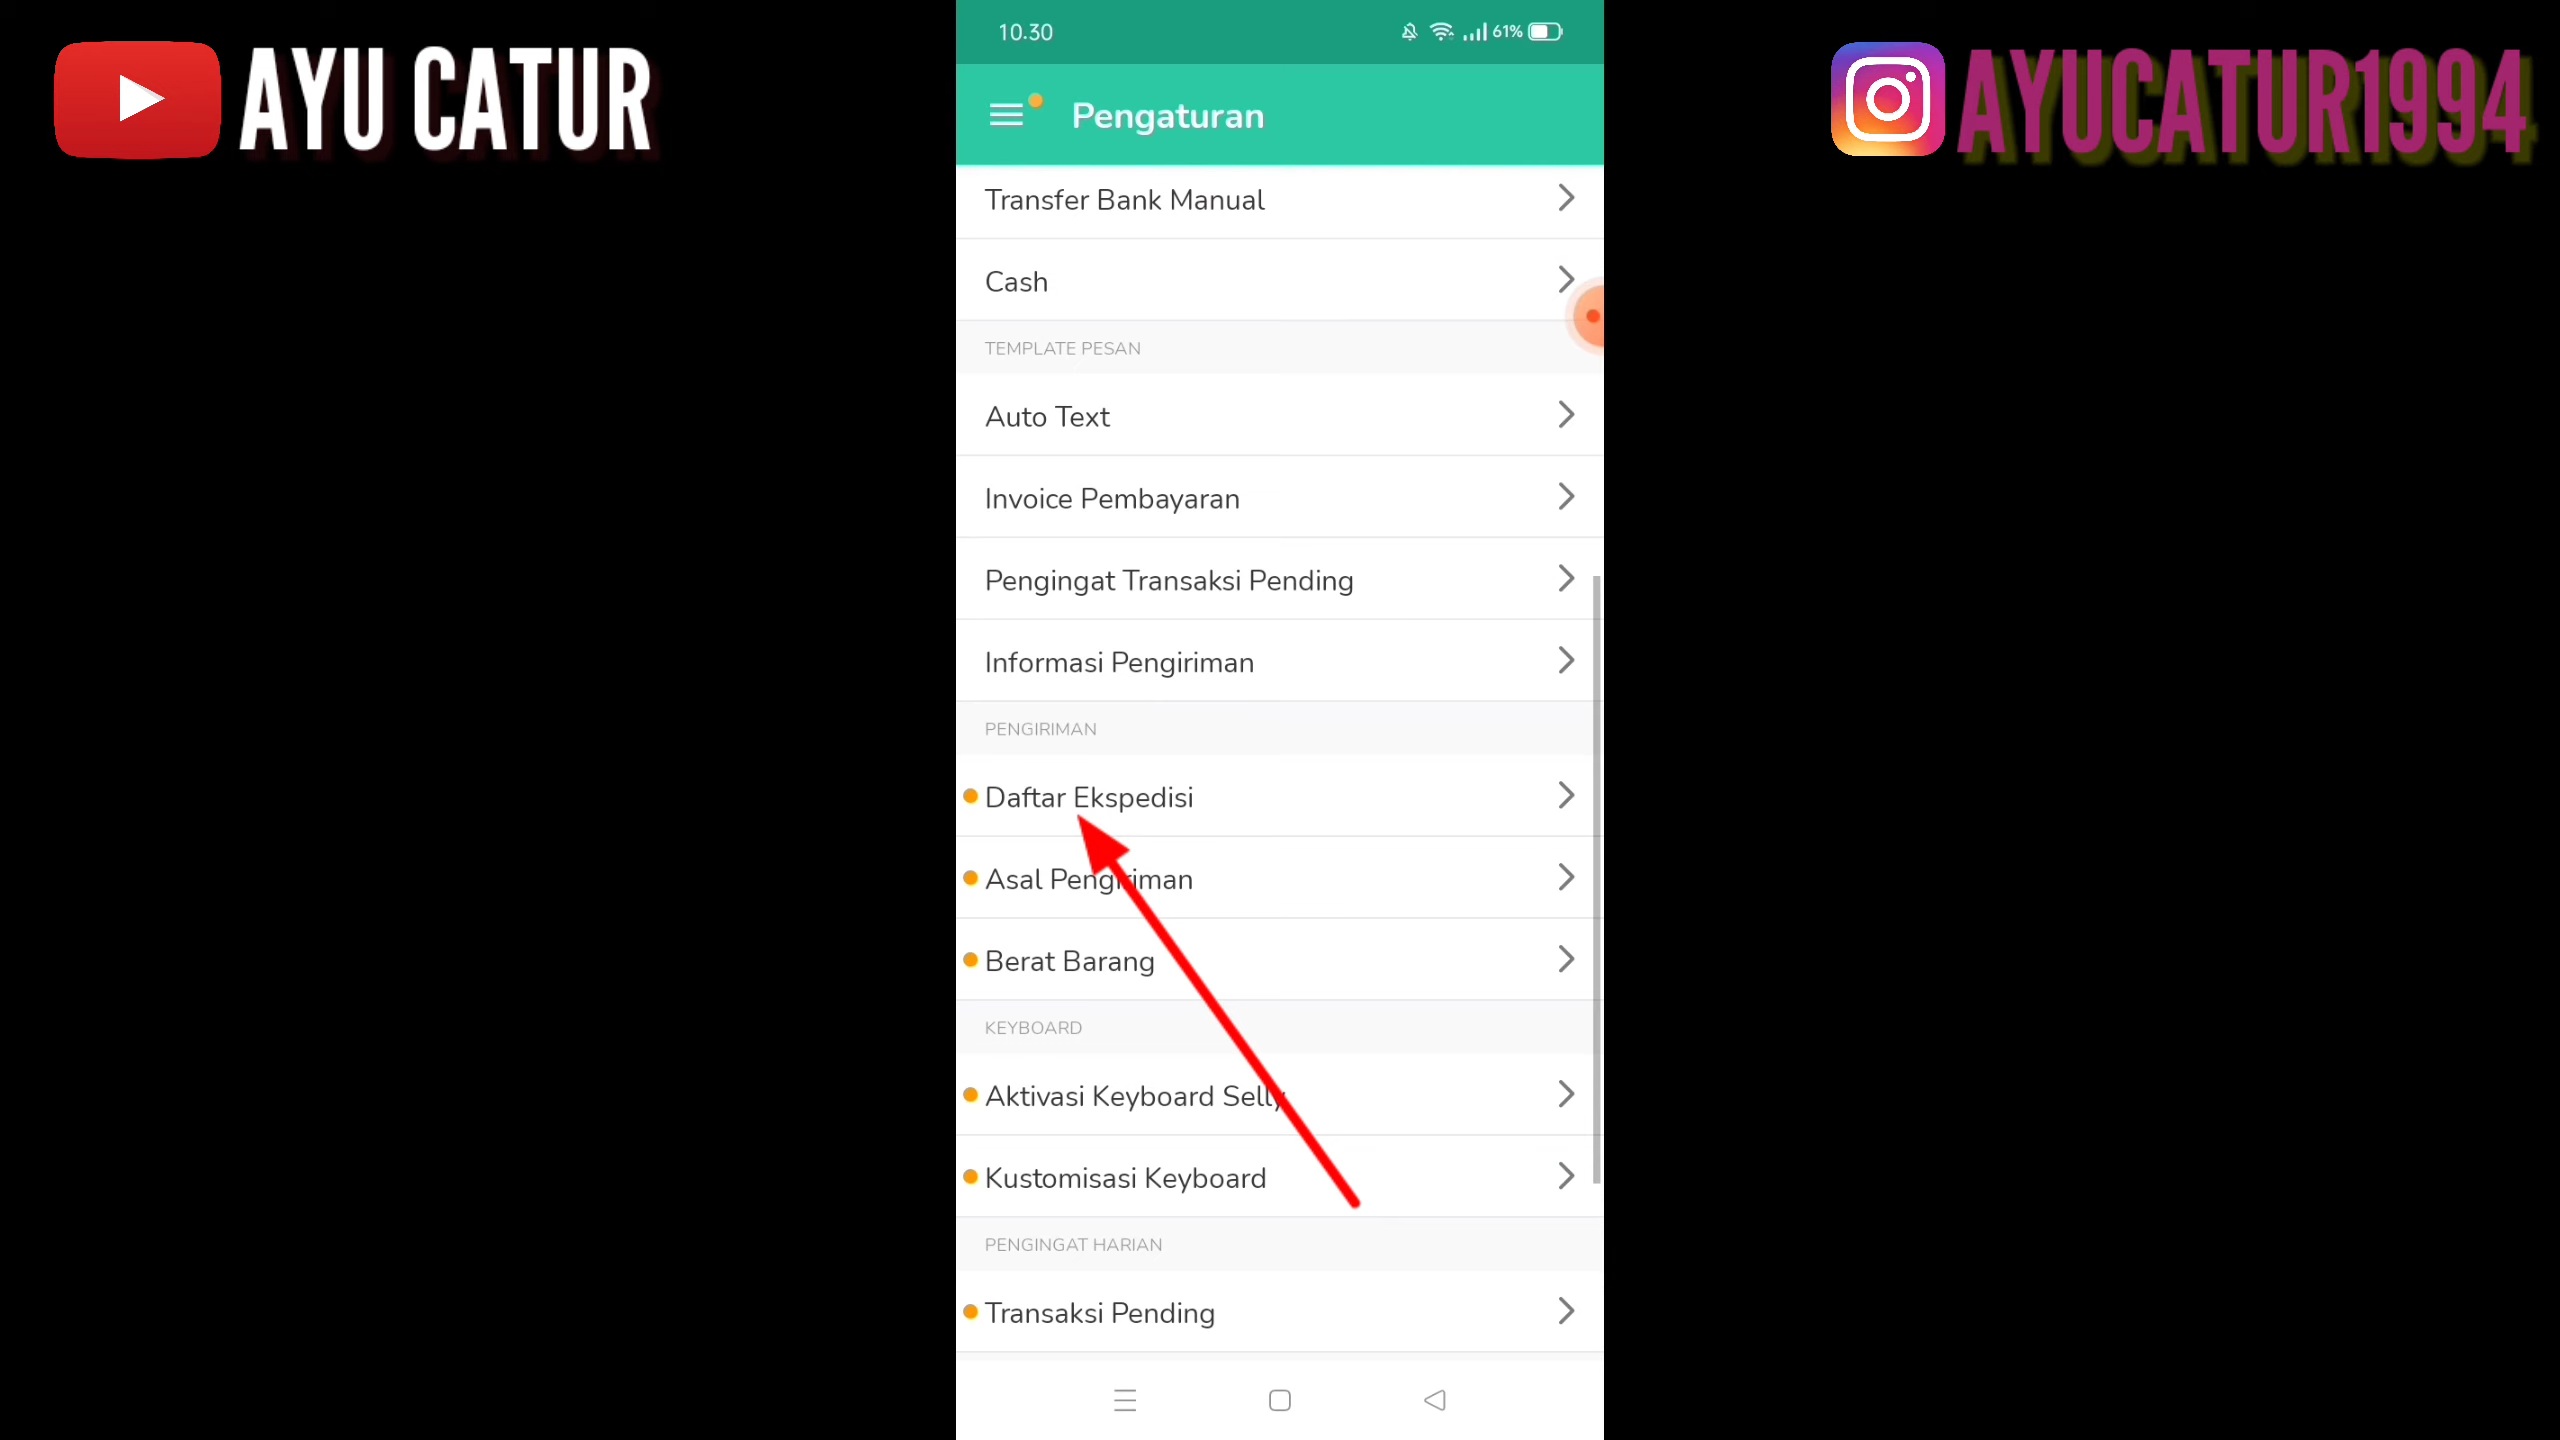 AYU CATUR
AYUCATUR1994
10.30
61%
Pengaturan
Transfer Bank Manual
Cash
TEMPLATE PESAN
Auto Text
Invoice Pembayaran
Pengingat Transaksi Pending
Informasi Pengiriman
PENGIRIMAN
Daftar Ekspedisi
Asal Pengiriman
Berat Barang
KEYBOARD
Aktivasi Keyboard Selly
Kustomisasi Keyboard
PENGINGAT HARIAN
Transaksi Pending